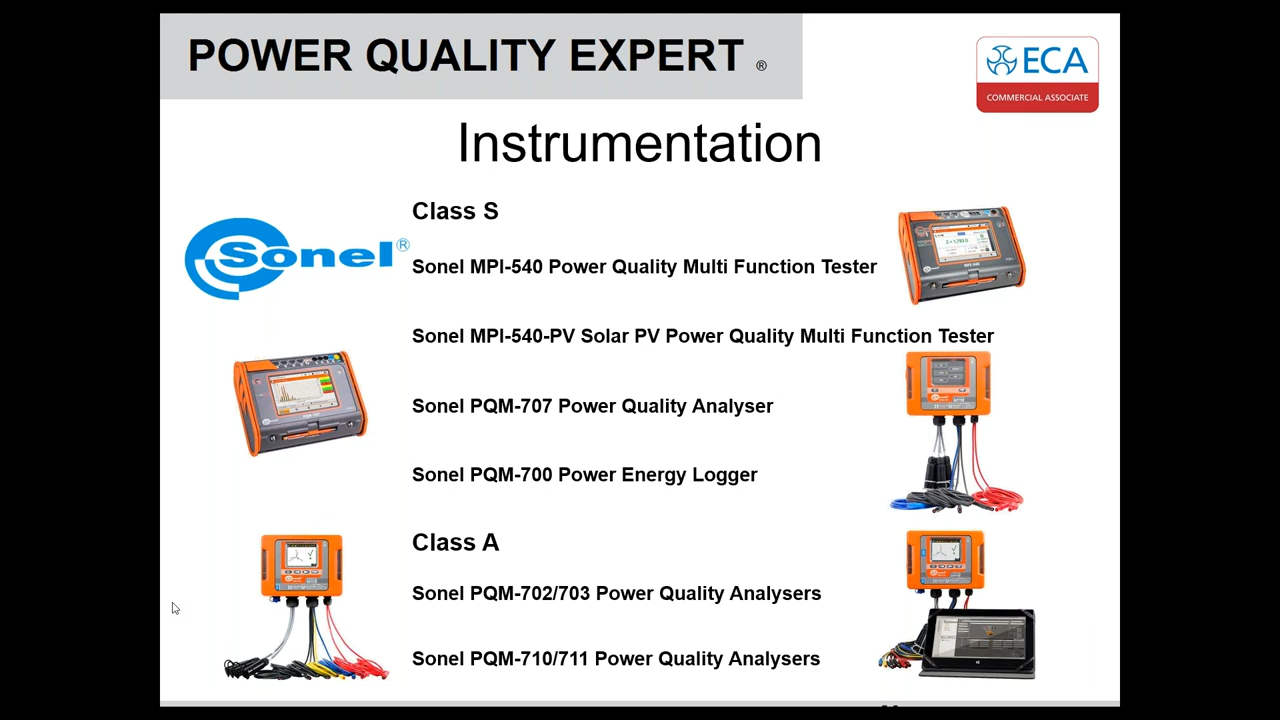 POWER QUALITY EXPERT ®
ECA
COMMERCIAL ASSOCIATE
Instrumentation
Sonel®
Class S
Sonel MPI-540 Power Quality Multi Function Tester
Sonel MPI-540-PV Solar PV Power Quality Multi Function Tester
Sonel PQM-707 Power Quality Analyser
Sonel PQM-700 Power Energy Logger
Class A
Sonel PQM-702/703 Power Quality Analysers
Sonel PQM-710/711 Power Quality Analysers